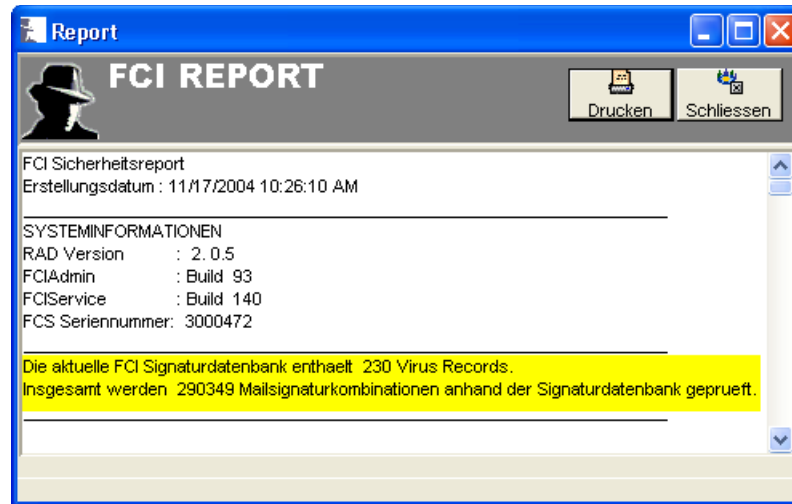 Report
FCI REPORT
Drucken
Schliessen
FCI Sicherheitsreport
Erstellungsdatum : 11/17/2004 10:26:10 AM
SYSTEMINFORMATIONEN
RAD Version : 2. 0.5
FCIAdmin : Build 93
FCIService : Build 140
FCS Seriennummer: 3000472
Die aktuelle FCI Signaturdatenbank enthaelt 230 Virus Records.
Insgesamt werden 290349 Mailsignaturkombinationen anhand der Signaturdatenbank geprueft.